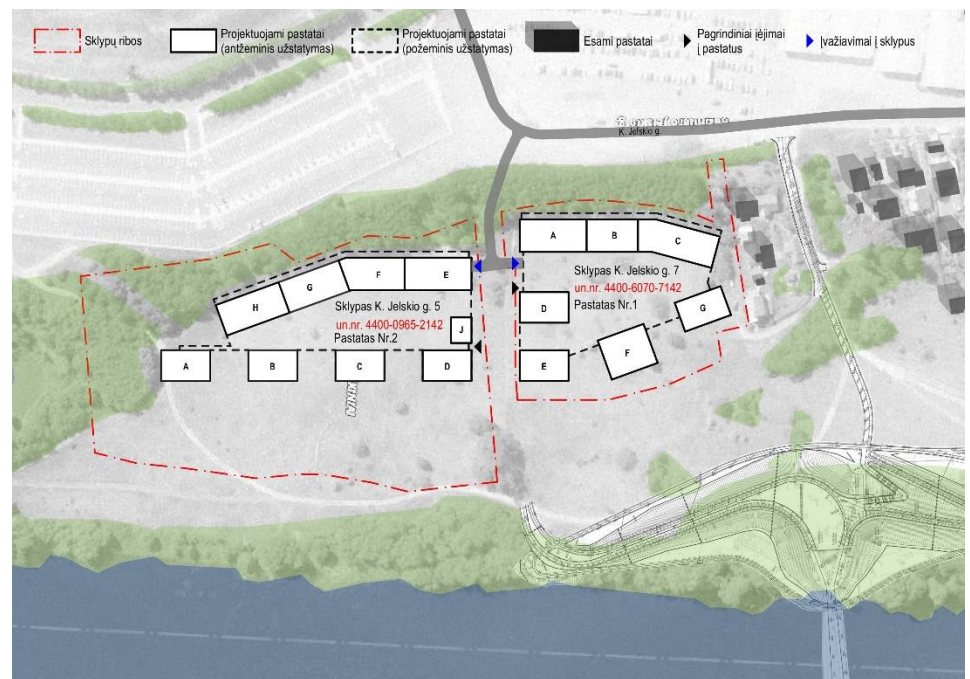 Sklypų ribos
Projektuojami pastatai
(antžeminis užstatymas)
Projektuojami pastatai
(požeminis užstatymas)
Esami pastatai
Pagrindiniai įėjimai
į pastatus
Įvažiavimai į sklypus
K. Jelskio g.
A
B
C
Sklypas K. Jelskio g. 7
un.nr. 4400-6070-7142
Pastatas Nr.1
D
G
F
E
H
G
F
E
Sklypas K. Jelskio g. 5
un.nr. 4400-0965-2142
Pastatas Nr.2
J
A
B
C
D